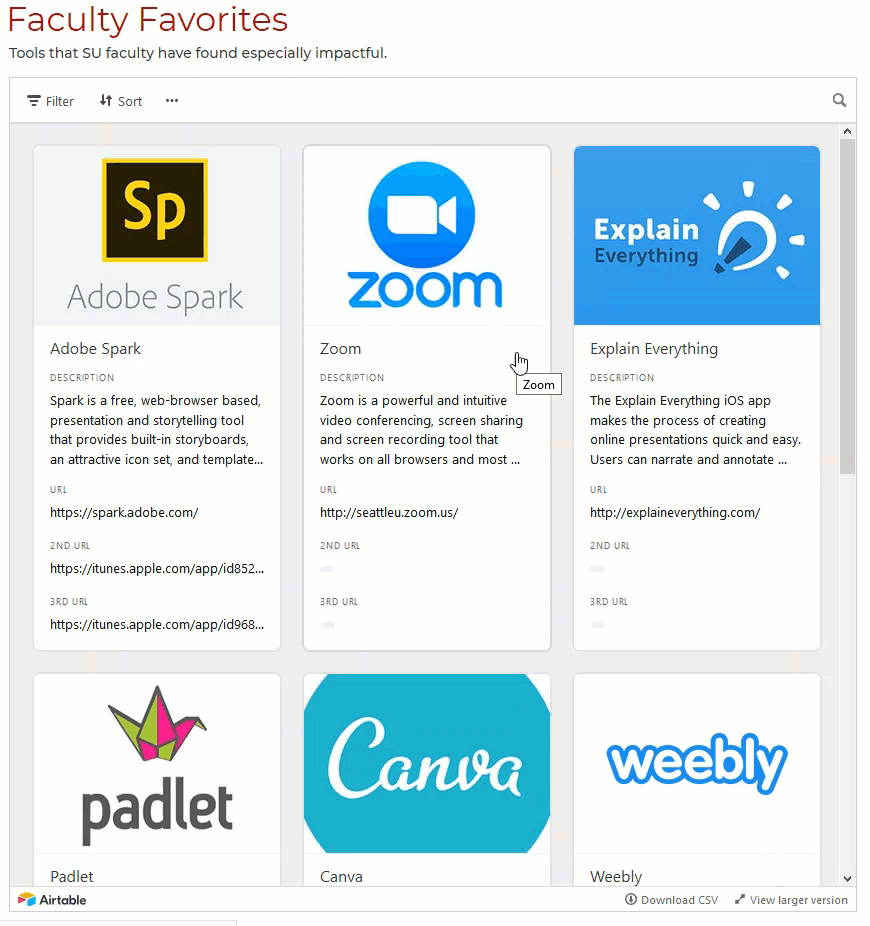 Faculty Favorites
Tools that SU faculty have found especially impactful.
Filter
Sort
Sp
Adobe Spark
zoom
Explain
Everything
Adobe Spark
DESCRIPTION
Spark is a free, web-browser based,
presentation and storytelling tool
that provides built-in storyboards,
an attractive icon set, and template...
URL
https://spark.adobe.com/
2ND URL
https://itunes.apple.com/app/id852...
3RD URL
https://itunes.apple.com/app/id968...
Zoom
Zoom
DESCRIPTION
Zoom is a powerful and intuitive
video conferencing, screen sharing
and screen recording tool that
works on all browsers and most ...
URL
http://seattleu.zoom.us/
2ND URL
3RD URL
Explain Everything
DESCRIPTION
The Explain Everything iOS app
makes the process of creating
online presentations quick and easy.
Users can narrate and annotate ...
URL
http://explaineverything.com/
2ND URL
3RD URL
padlet
Canva
weebly
Padlet
Canva
Weebly
Airtable
Download CSV
View larger version